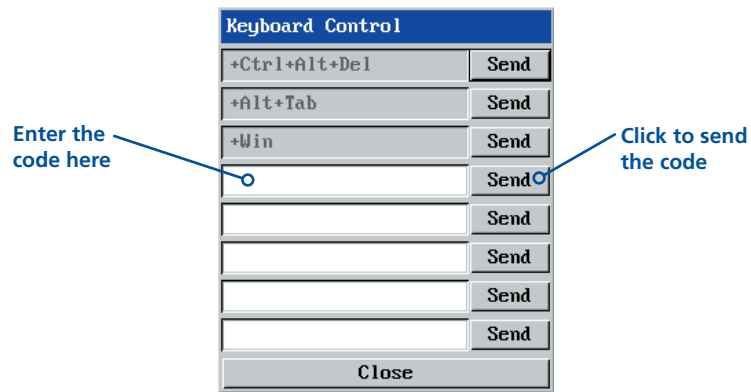 Keyboard Control
+Ctrl+Alt+Del Send
+Alt+Tab Send
+Win Send
Enter the
code here
Send
Click to send
the code
Send
Send
Send
Send
Close